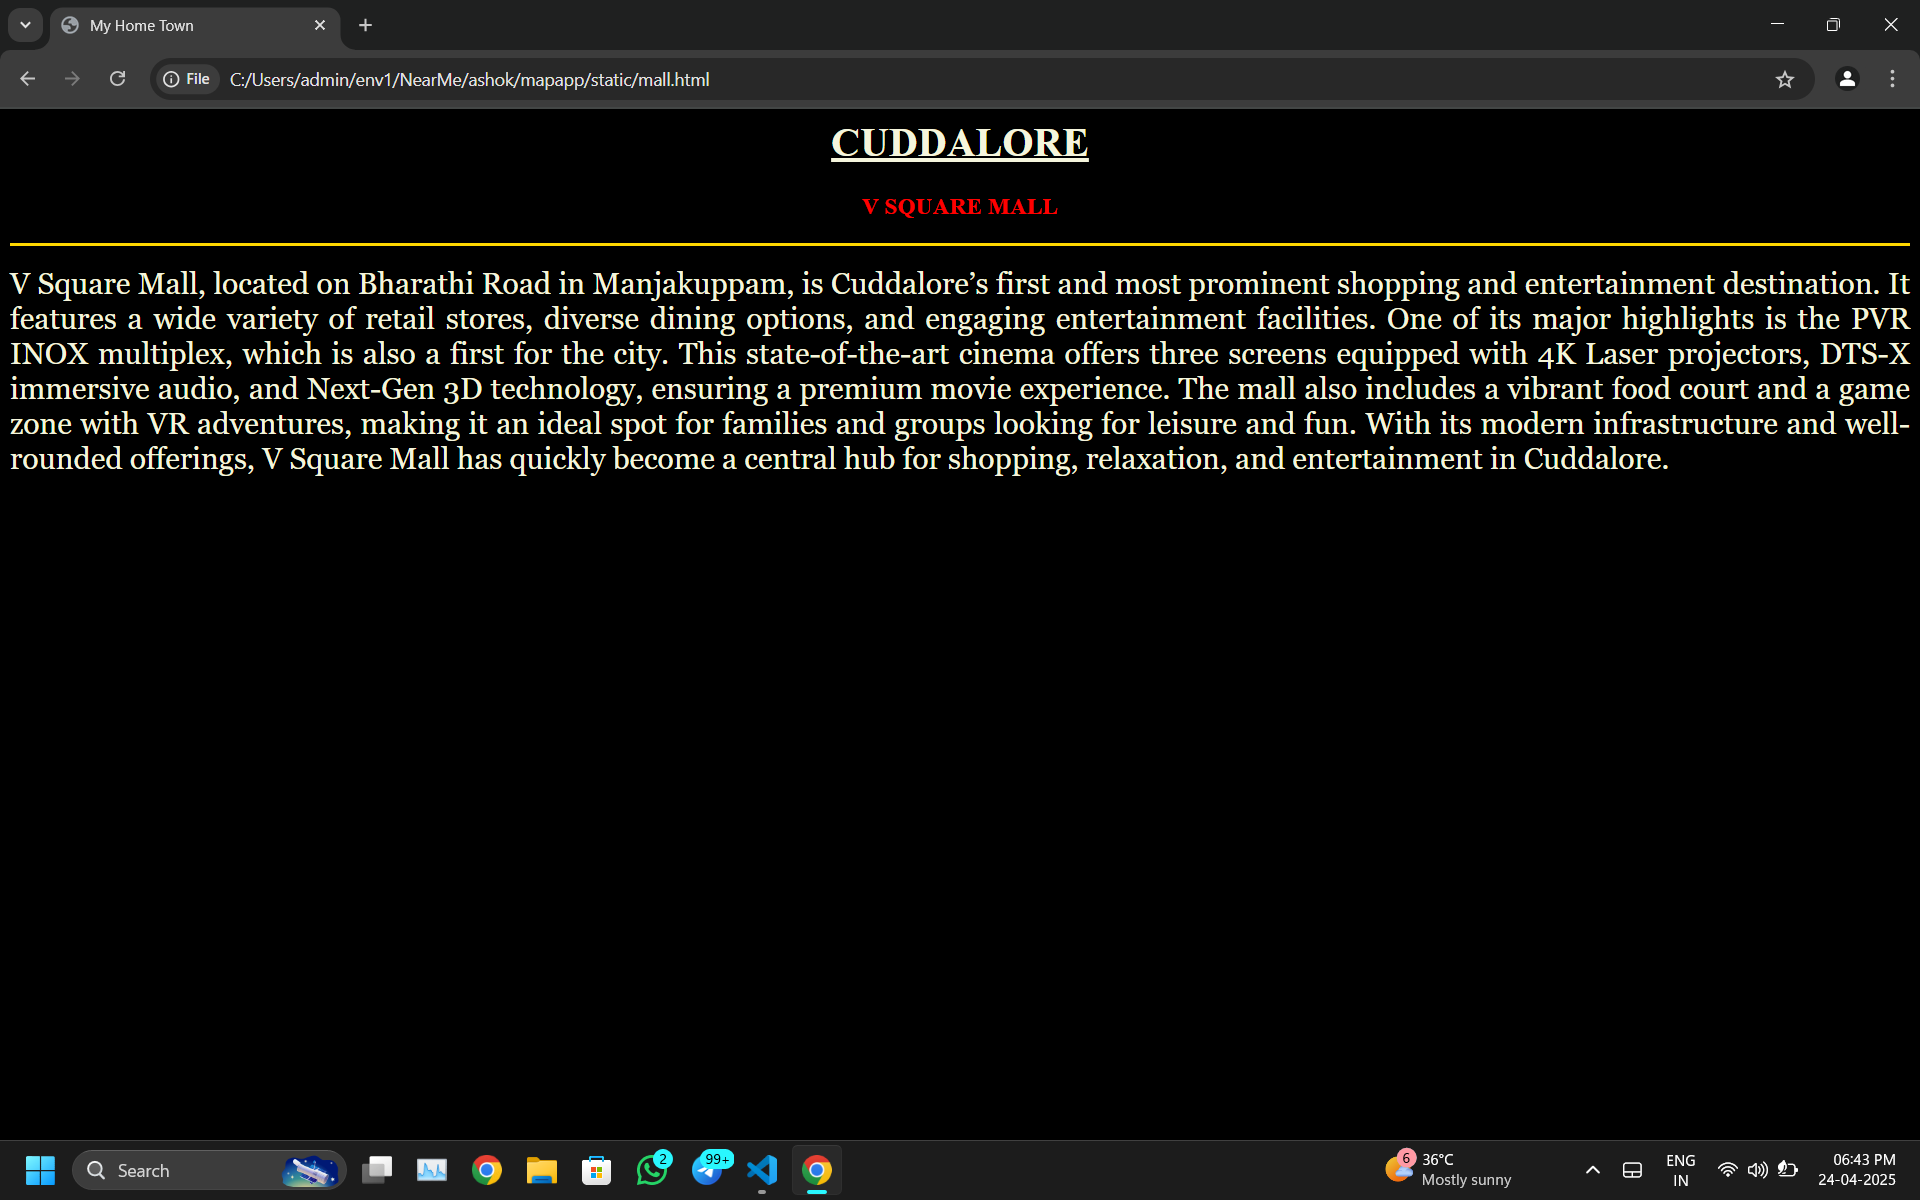 My Home Town
File
C:/Users/admin/env1/NearMe/ashok/mapapp/static/mall.html
CUDDALORE
V SQUARE MALL
V Square Mall, located on Bharathi Road in Manjakuppam, is Cuddalore’s first and most prominent shopping and entertainment destination. It
features a wide variety of retail stores, diverse dining options, and engaging entertainment facilities. One of its major highlights is the PVR
INOX multiplex, which is also a first for the city. This state-of-the-art cinema offers three screens equipped with 4K Laser projectors, DTS-X
immersive audio, and Next-Gen 3D technology, ensuring a premium movie experience. The mall also includes a vibrant food court and a game
zone with VR adventures, making it an ideal spot for families and groups looking for leisure and fun. With its modern infrastructure and well-
rounded offerings, V Square Mall has quickly become a central hub for shopping, relaxation, and entertainment in Cuddalore.
Search
2
99+
6
36°C
Mostly sunny
ENG
IN
06:43 PM
24-04-2025